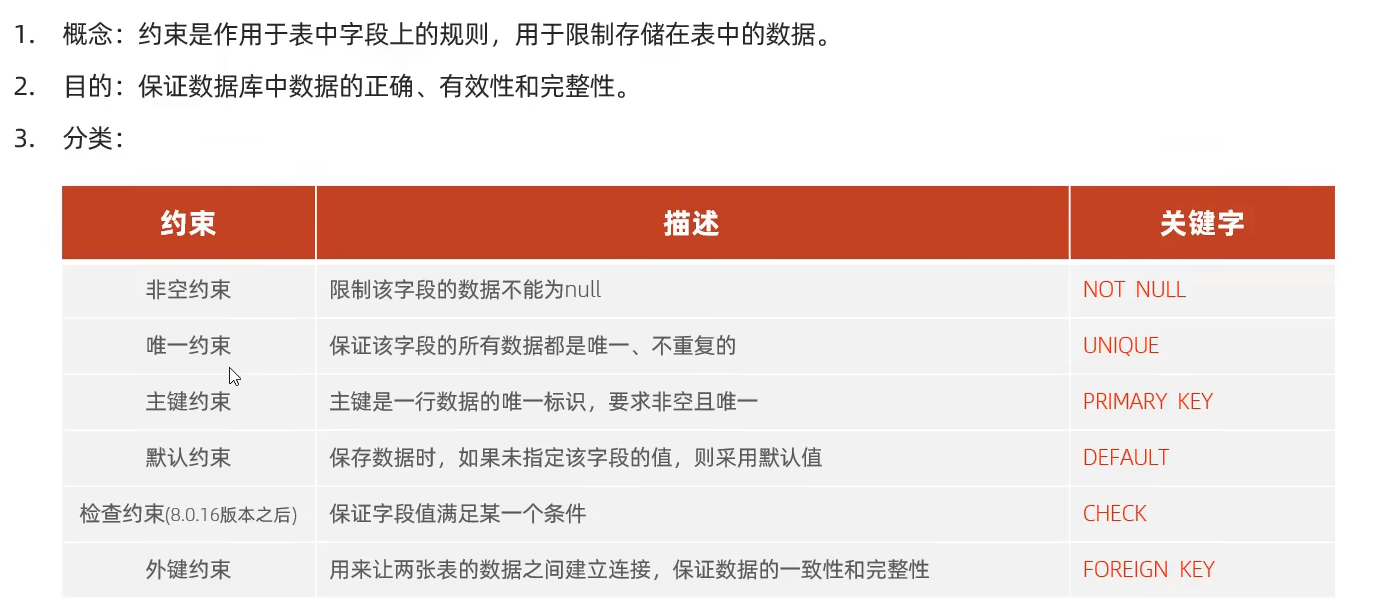 1. 概念：约束是作用于表中字段上的规则，用于限制存储在表中的数据。
2. 目的：保证数据库中数据的正确、有效性和完整性。
3. 分类：
约束 描述 关键字
非空约束 限制该字段的数据不能为null NOT NULL
唯一约束 保证该字段的所有数据都是唯一、不重复的 UNIQUE
主键约束 主键是一行数据的唯一标识，要求非空且唯一 PRIMARY KEY
默认约束 保存数据时，如果未指定该字段的值，则采用默认值 DEFAULT
检查约束(8.0.16版本之后) 保证字段值满足某一个条件 CHECK
外键约束 用来让两张表的数据之间建立连接，保证数据的一致性和完整性 FOREIGN KEY